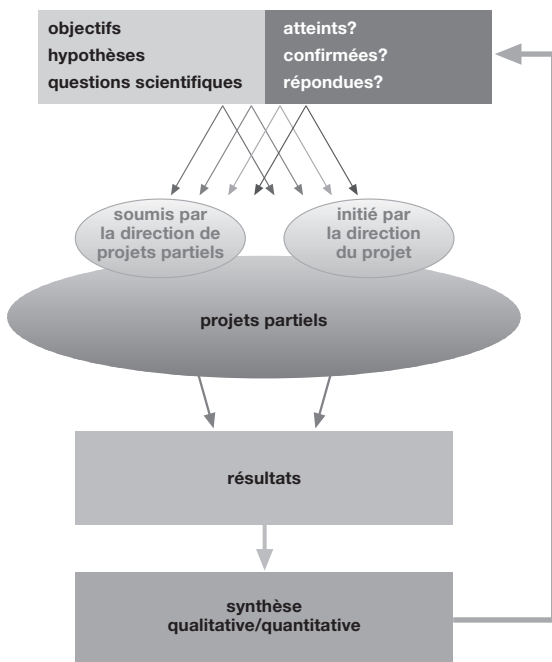 objectifs
hypothèses
questions scientifiques
atteints?
confirmées?
répondues?
soumis par
la direction de
projets partiels
initié par
la direction
du projet
projets partiels
résultats
synthèse
qualitative/quantitative